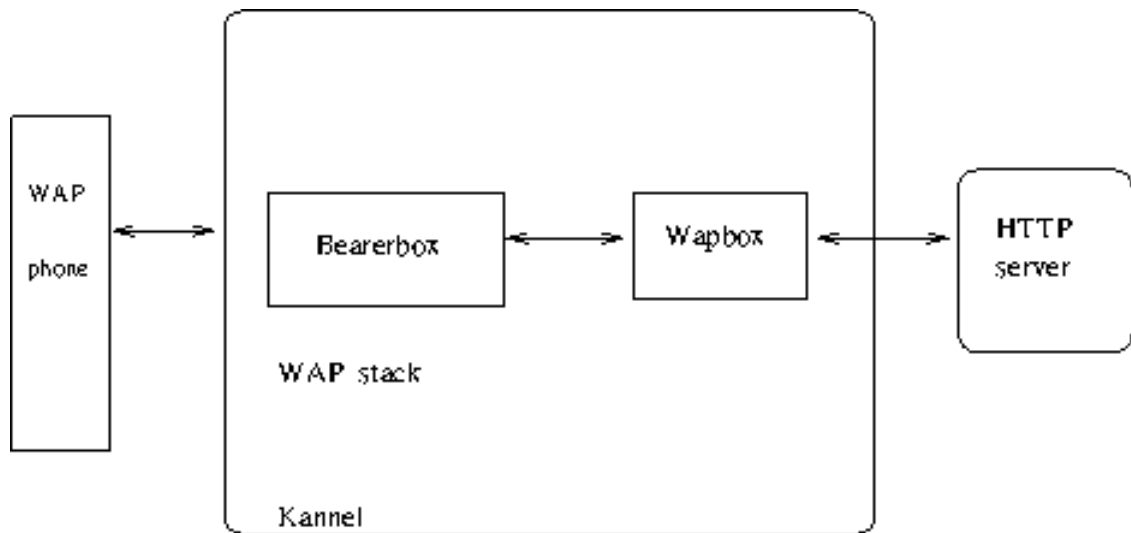 WAP
phone
Bearerbox
Wapbox
HTTP
server
WAP stack
Kannel